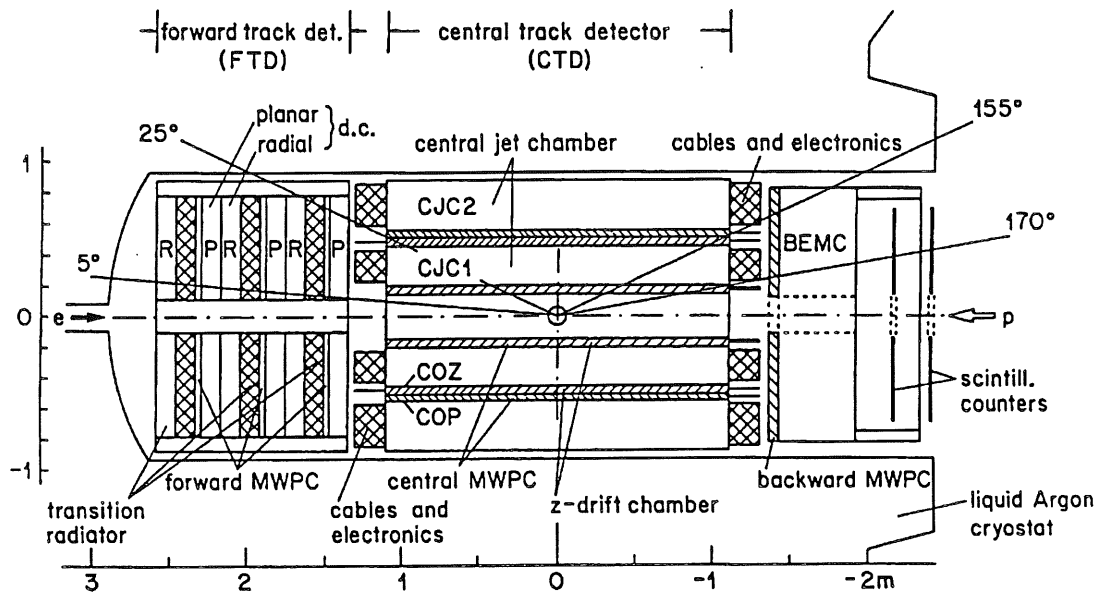 forward track det.
(FTD)
central track detector
(CTD)
planar
radial
} d.c.
25°
155°
central jet chamber
cables and electronics
1
CJC2
5°
R P R P R P
CJC1
BEMC
170°
0
e
p
COZ
COP
scintill.
counters
-1
transition
radiator
forward MWPC
cables and
electronics
central MWPC
z-drift chamber
backward MWPC
liquid Argon
cryostat
3 2 1 0 -1 -2m